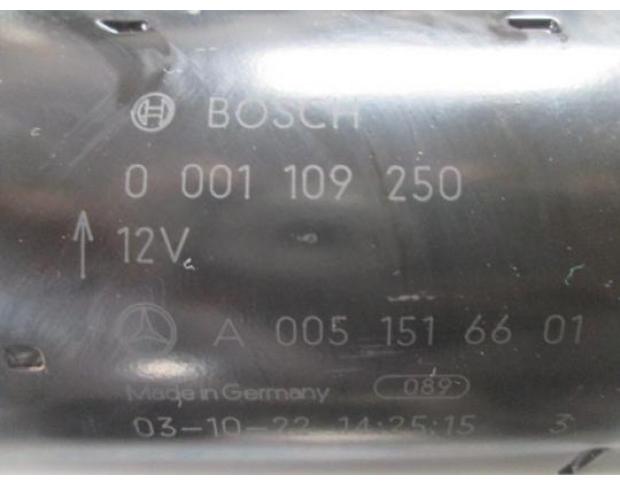 BOSCH
0 001 109 250
12V
A 005 151 66 01
Made in Germany 089
03-10-22 14:25:15 3